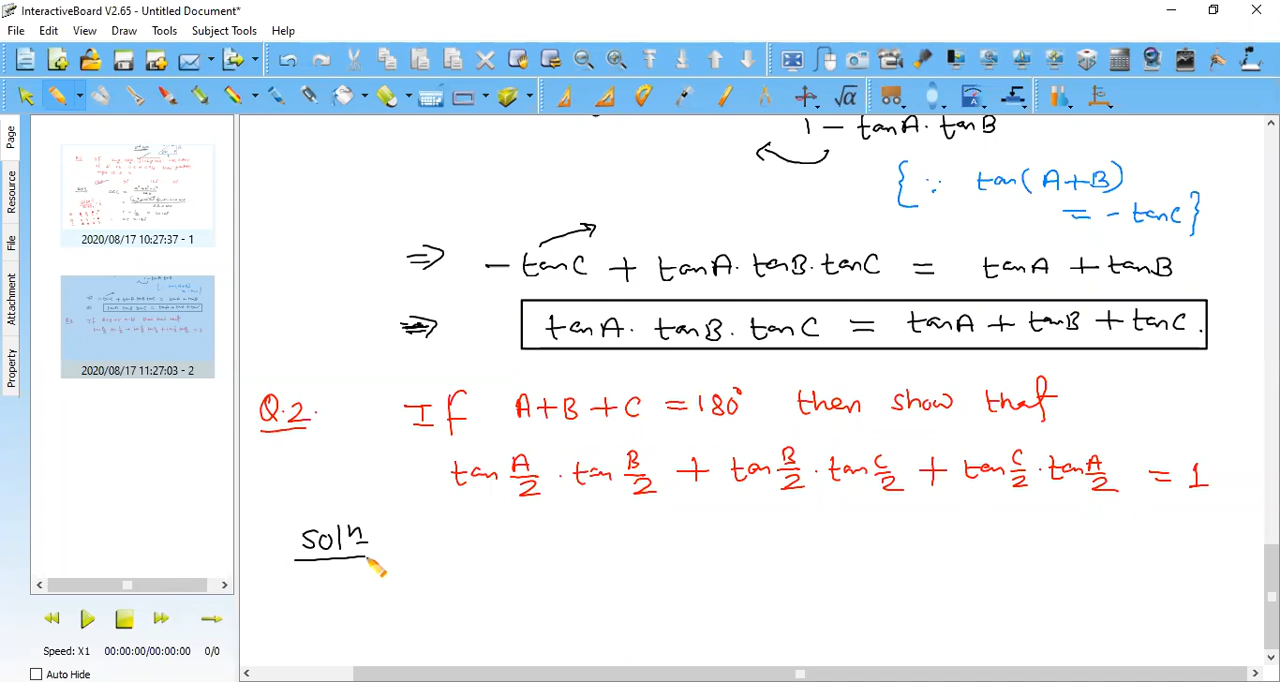 InteractiveBoard V2.65 - Untitled Document*
File Edit View Draw Tools Subject Tools Help
Page
Resource
File
Attachment
Property
2020/08/17 10:27:37 - 1
2020/08/17 11:27:03 - 2
Speed: X1 00:00:00/00:00:00 0/0
Auto Hide
1 - tanA · tanB
{ ∵ tan(A+B)
= - tanC }
⇒ - tanC + tanA · tanB · tanC = tanA + tanB
⇒ tanA · tanB · tanC = tanA + tanB + tanC.
Q.2. If A+B+C = 180° then show that
tan A/2 · tan B/2 + tan B/2 · tan C/2 + tan C/2 · tan A/2 = 1
Soln